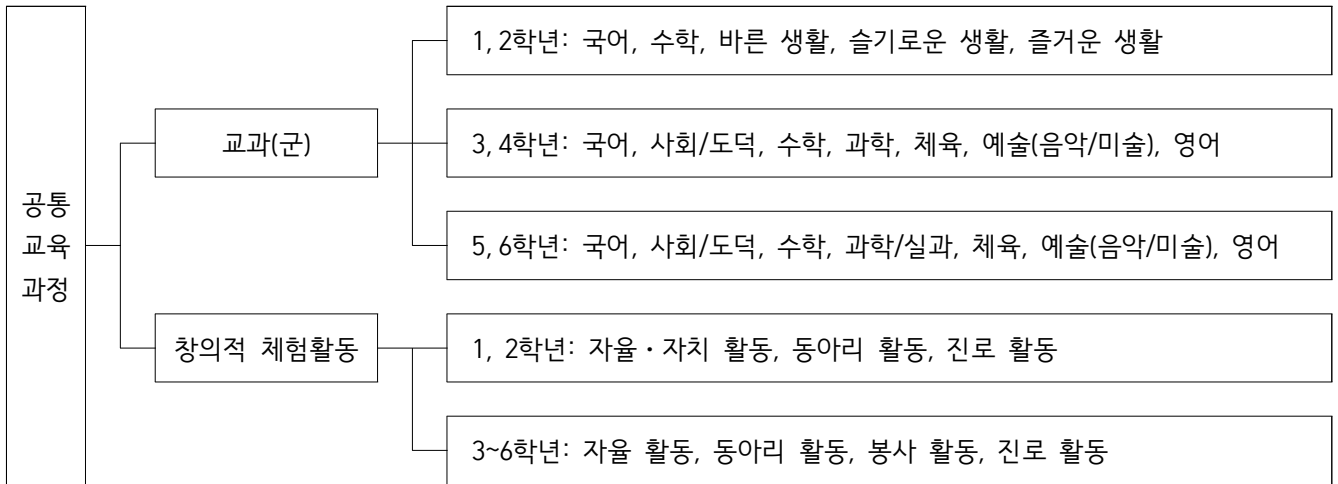 공통
교육
과정
교과(군)
1, 2학년: 국어, 수학, 바른 생활, 슬기로운 생활, 즐거운 생활
3, 4학년: 국어, 사회/도덕, 수학, 과학, 체육, 예술(음악/미술), 영어
5, 6학년: 국어, 사회/도덕, 수학, 과학/실과, 체육, 예술(음악/미술), 영어
창의적 체험활동
1, 2학년: 자율・자치 활동, 동아리 활동, 진로 활동
3~6학년: 자율 활동, 동아리 활동, 봉사 활동, 진로 활동